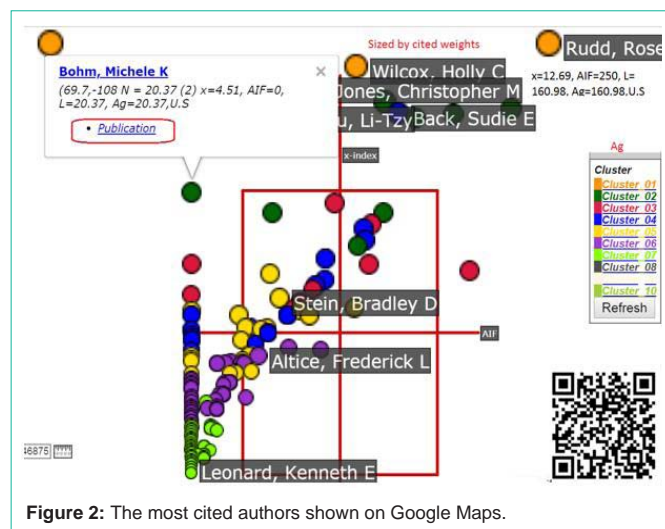 Sized by cited weights
Rudd, Rose
Bohm, Michele K
×
(69.7,-108 N = 20.37 (2) x=4.51, AIF=0,
L=20.37, Ag=20.37,U.S
• Publication
Wilcox, Holly C
Jones, Christopher M
u, Li-Tzy
Back, Sudie E
x=12.69, AIF=250, L=
160.98, Ag=160.98,U.S
x-index
Ag
Cluster
Cluster 01
Cluster 02
Cluster 03
Cluster 04
Cluster 05
Cluster 06
Cluster 07
Cluster 08
Cluster 10
Refresh
Stein, Bradley D
AIF
Altice, Frederick L
46875
Leonard, Kenneth E
Figure 2: The most cited authors shown on Google Maps.